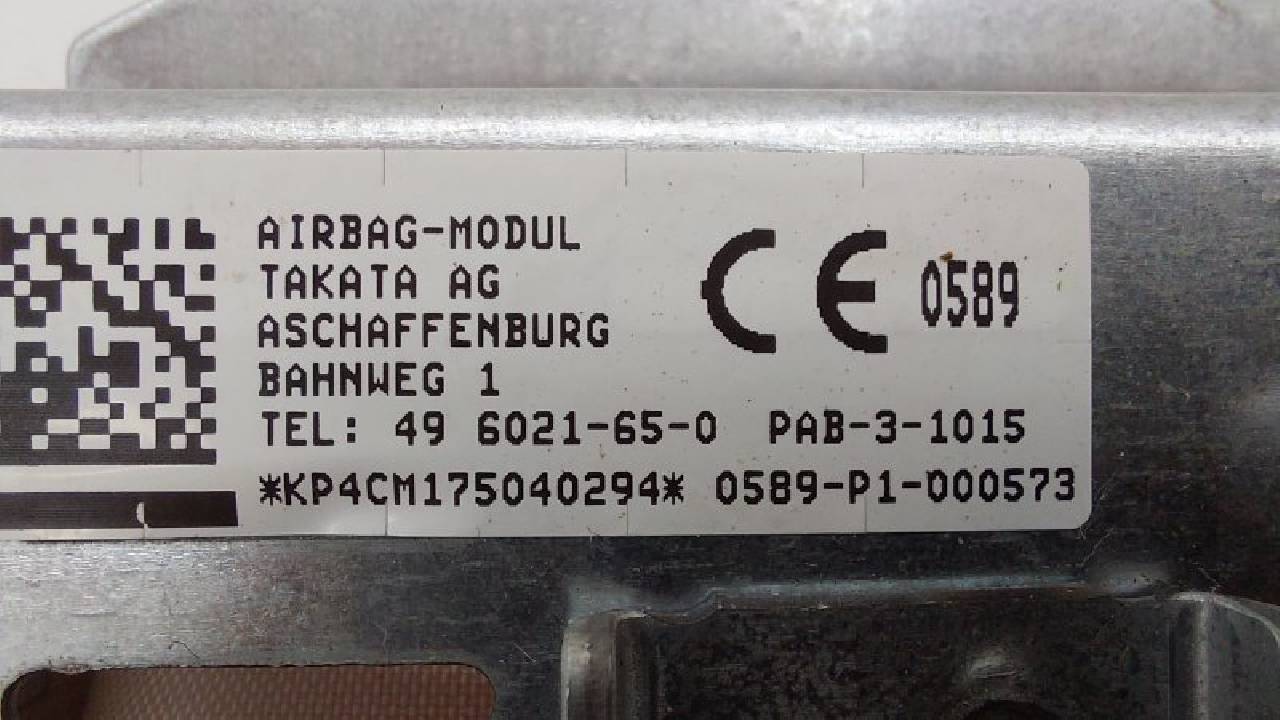 AIRBAG-MODUL
TAKATA AG
ASCHAFFENBURG
BAHNWEG 1
TEL: 49 6021-65-0 PAB-3-1015
*KP4CM175040294* 0589-P1-000573
CE 0589